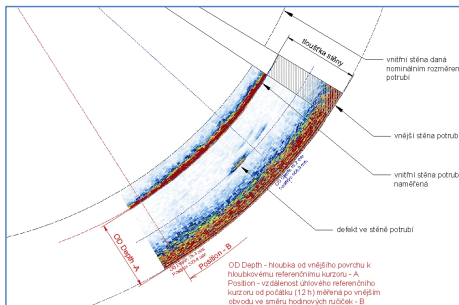 tloušťka stěny
vnitřní stěna daná
nominálním rozměrem
potrubí
vnější stěna potrubí
vnitřní stěna potrubí
naměřená
defekt ve stěně potrubí
OD Depth -A
Position - B
OD Depth - hloubka od vnějšího povrchu k
hloubkovému referenčnímu kurzoru - A
Position - vzdálenost úhlového referenčního
kurzoru od počátku (12 h) měřená po vnějším
obvodu ve směru hodinových ručiček - B